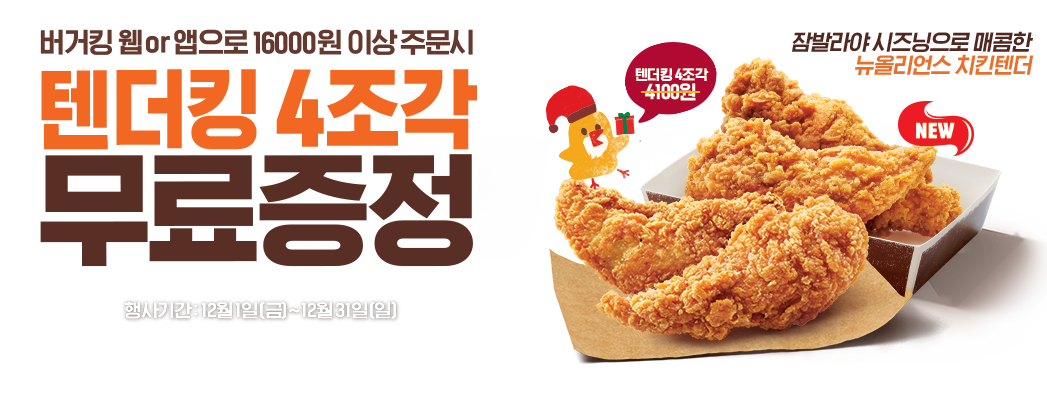 버거킹 웹 or 앱으로 16000원 이상 주문시
텐더킹 4조각
무료증정
행사기간 : 12월 1일(금) ~ 12월 31일(일)
텐더킹 4조각
4100원
잠발라야 시즈닝으로 매콤한
뉴올리언스 치킨텐더
NEW